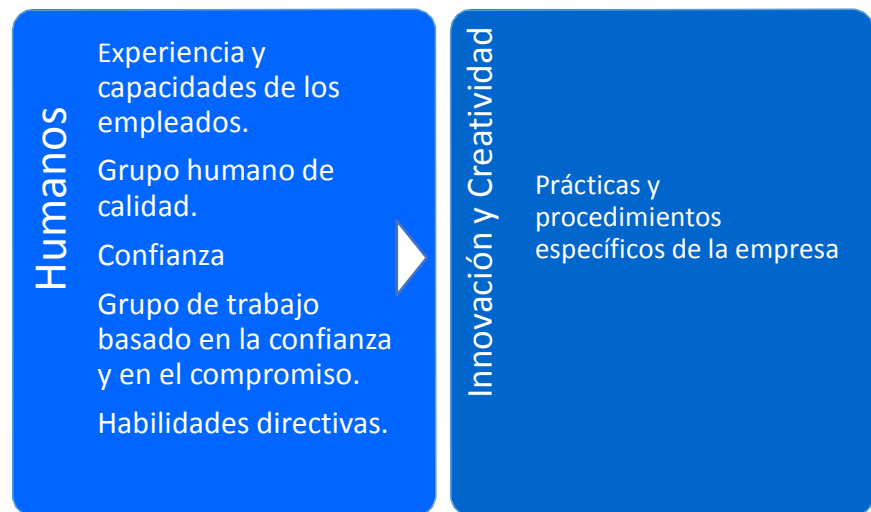 Humanos
Experiencia y
capacidades de los
empleados.
Grupo humano de
calidad.
Confianza
Grupo de trabajo
basado en la confianza
y en el compromiso.
Habilidades directivas.
Innovación y Creatividad
Prácticas y
procedimientos
específicos de la empresa